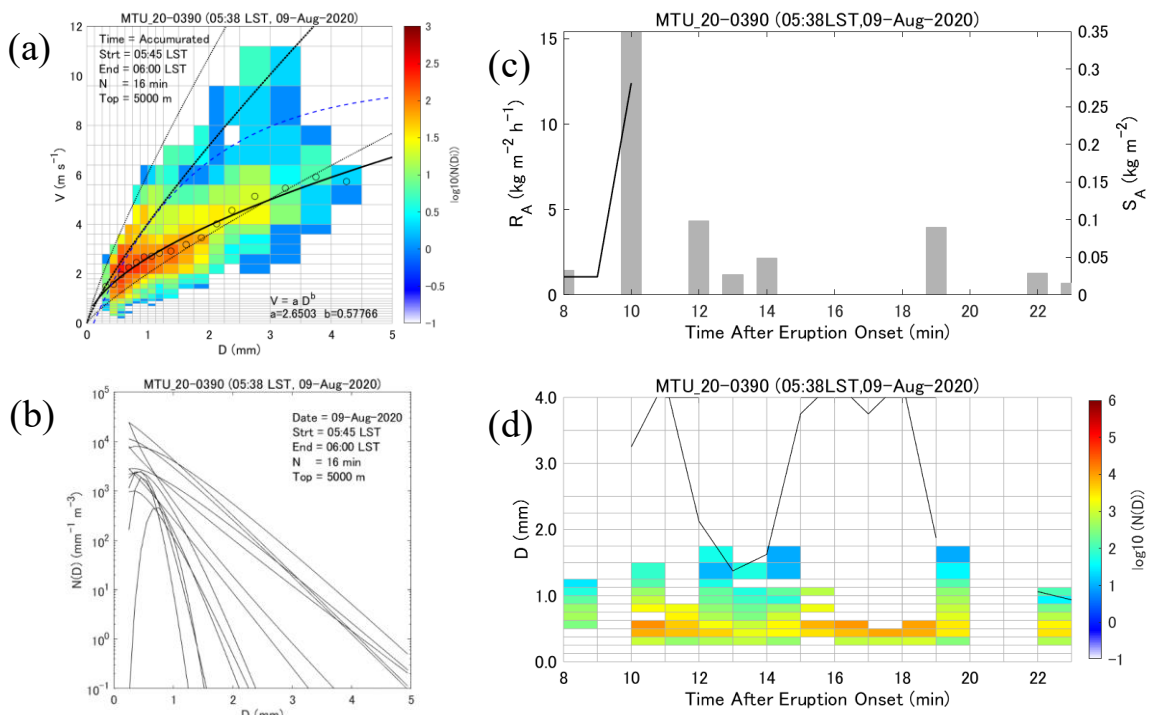 (a)
MTU_20-0390 (05:38 LST, 09-Aug-2020)
Time = Accumurated
Strt = 05:45 LST
End = 06:00 LST
N = 16 min
Top = 5000 m
12
10
8
6
4
2
0
V (m s⁻¹)
0 1 2 3 4 5
D (mm)
V = a Dᵇ
a=2.6503 b=0.57766
3
2.5
2
1.5
1
0.5
0
-0.5
-1
log10(N(Di))
(c)
MTU_20-0390 (05:38LST,09-Aug-2020)
15
10
5
0
R_A (kg m⁻² h⁻¹)
0.35
0.3
0.25
0.2
0.15
0.1
0.05
0
S_A (kg m⁻²)
8 10 12 14 16 18 20 22
Time After Eruption Onset (min)
(b)
MTU_20-0390 (05:38 LST, 09-Aug-2020)
Date = 09-Aug-2020
Strt = 05:45 LST
End = 06:00 LST
N = 16 min
Top = 5000 m
10⁵
10⁴
10³
10²
10¹
10⁰
10⁻¹
N(D) (mm⁻¹ m⁻³)
0 1 2 3 4 5
D (mm)
(d)
MTU_20-0390 (05:38LST,09-Aug-2020)
4.0
3.0
2.0
1.0
0.0
D (mm)
8 10 12 14 16 18 20 22
Time After Eruption Onset (min)
6
5
4
3
2
1
0
-1
log10 (N(D))